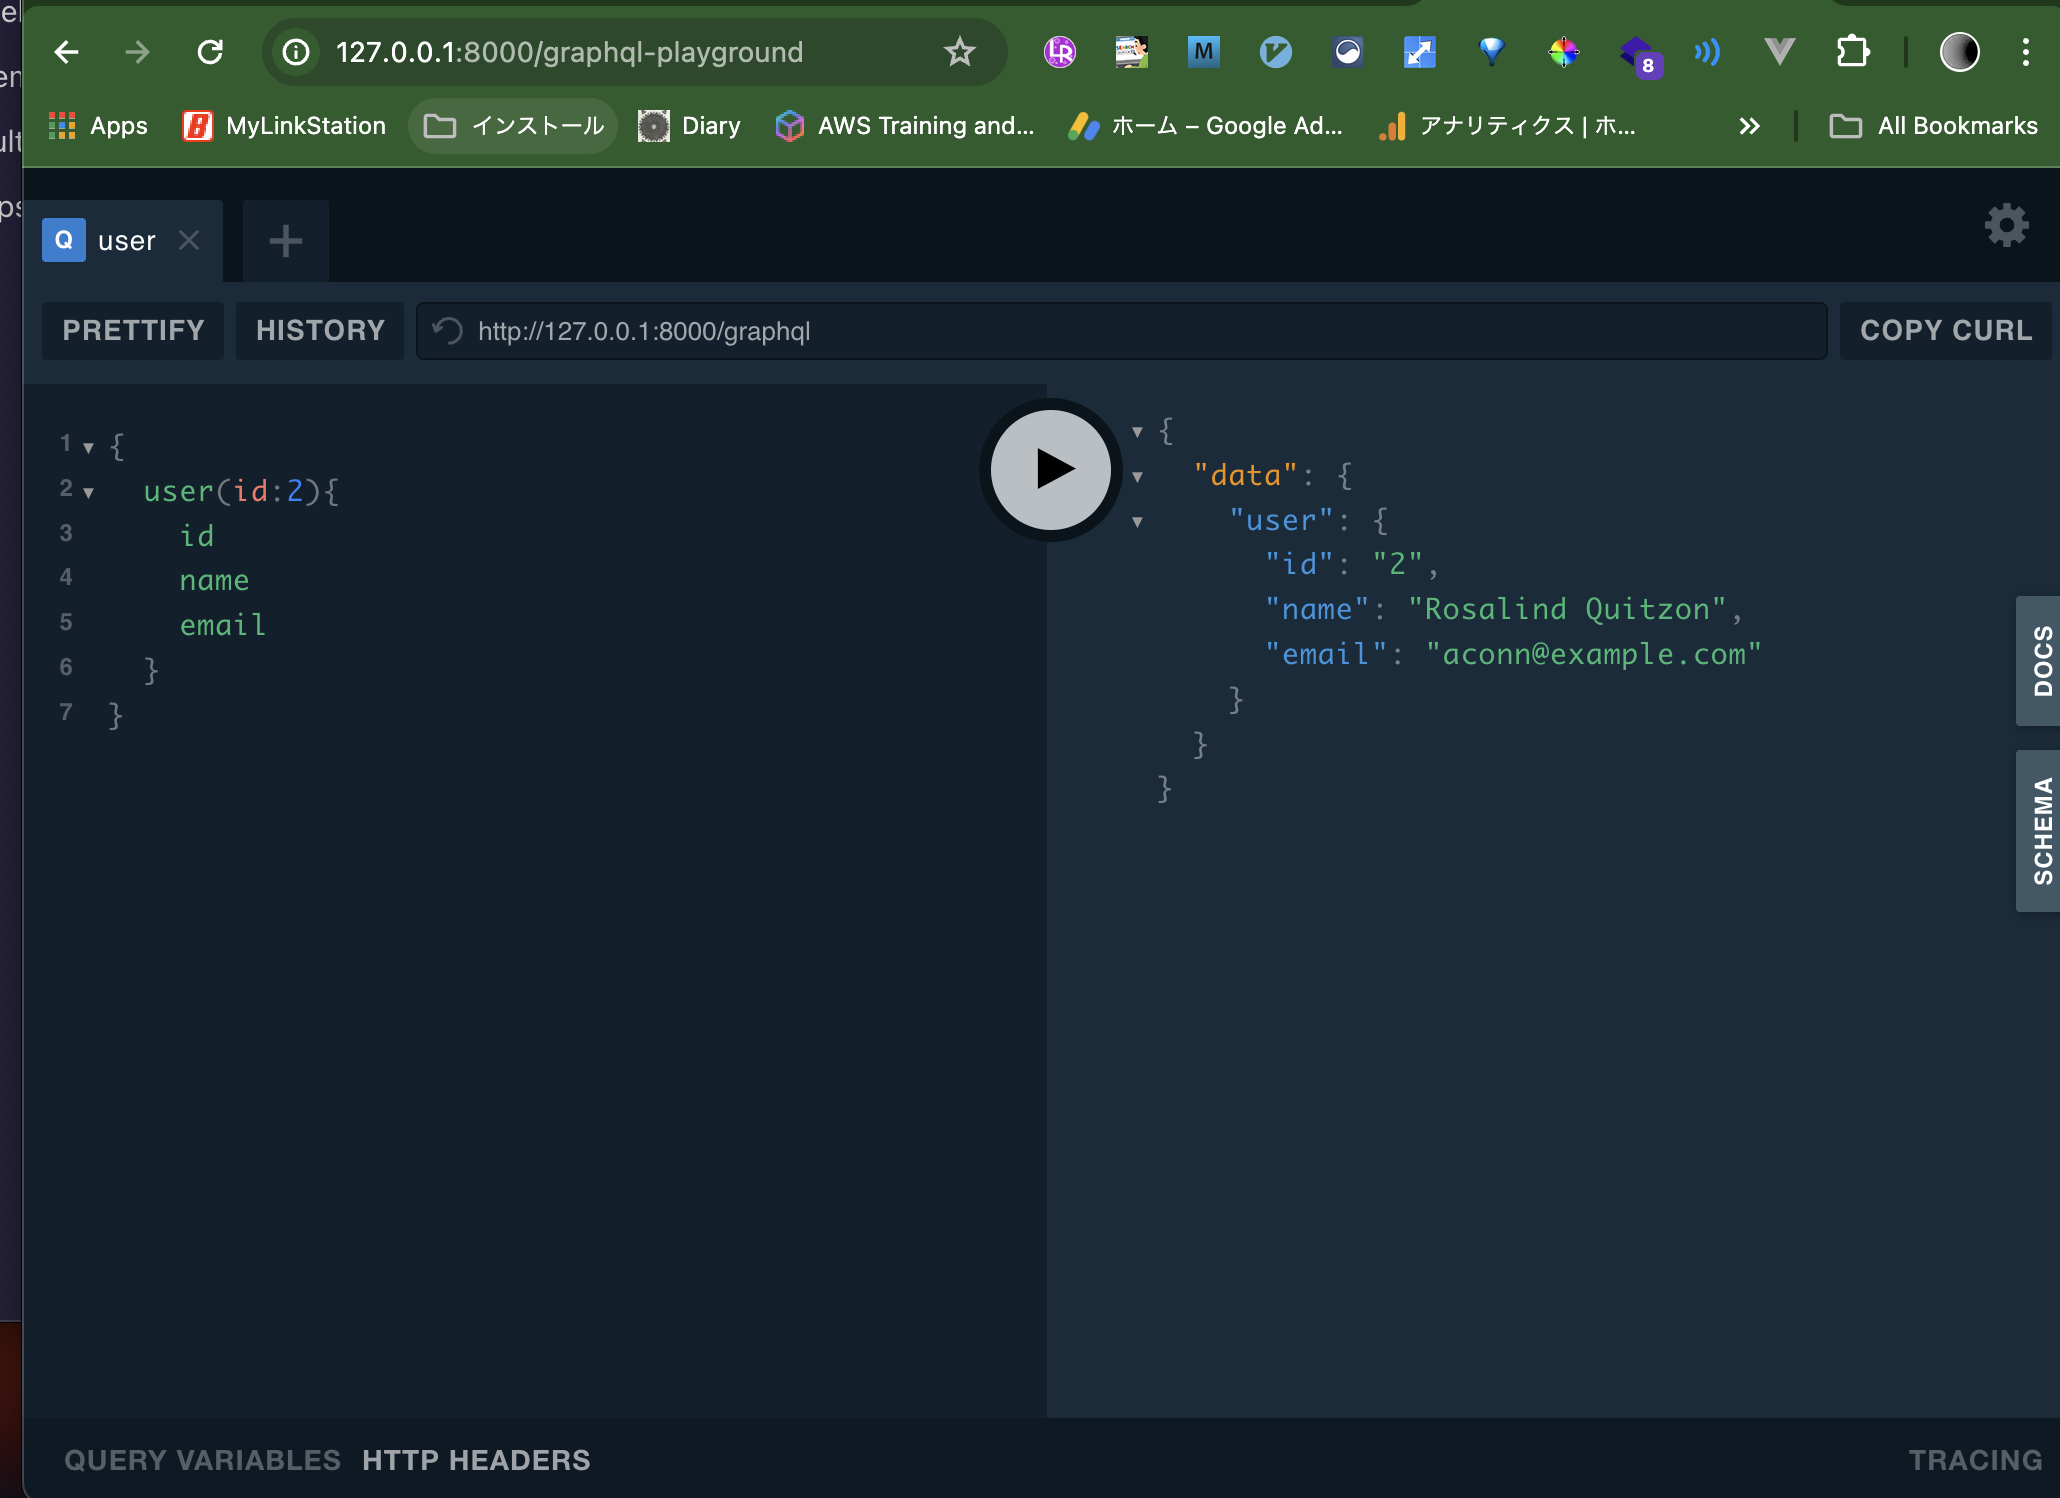 127.0.0.1:8000/graphql-playground
8
Apps MyLinkStation インストール Diary AWS Training and... ホーム – Google Ad... アナリティクス | ホ... All Bookmarks
Q user
PRETTIFY HISTORY http://127.0.0.1:8000/graphql COPY CURL
1 {
2 user(id:2){
3 id
4 name
5 email
6 }
7 }
{
"data": {
"user": {
"id": "2",
"name": "Rosalind Quitzon",
"email": "aconn@example.com"
}
}
}
DOCS
SCHEMA
QUERY VARIABLES HTTP HEADERS TRACING